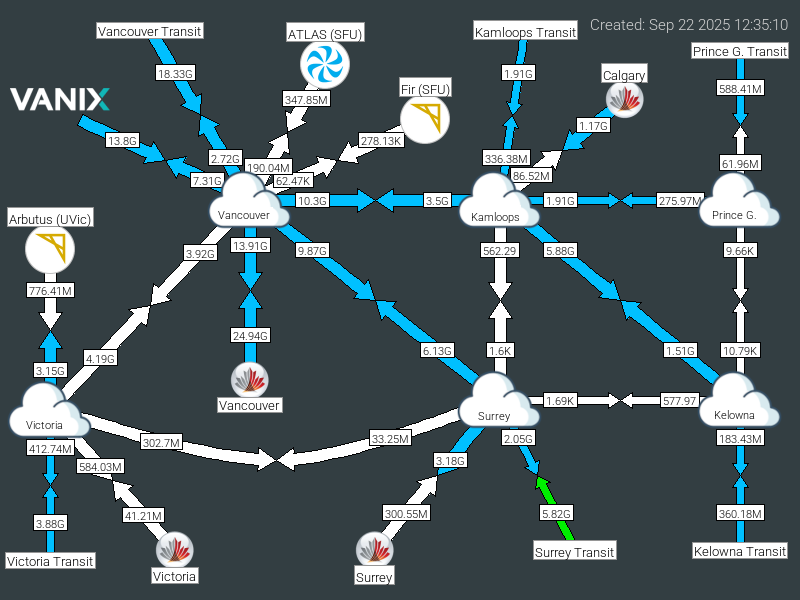 Created: Sep 22 2025 12:35:10
Vancouver Transit
ATLAS (SFU)
Kamloops Transit
Prince G. Transit
18.33G
1.91G
Calgary
588.41M
Fir (SFU)
VANIX
347.85M
1.17G
13.8G
278.13K
2.72G
336.38M
61.96M
190.04M
86.52M
7.31G
62.47K
10.3G
3.5G
1.91G
275.97M
Vancouver
Kamloops
Prince G.
Arbutus (UVic)
3.92G
13.91G
9.87G
562.29
5.88G
9.66K
776.41M
24.94G
4.19G
6.13G
1.6K
1.51G
10.79K
3.15G
Vancouver
1.69K
577.97
Victoria
Surrey
Kelowna
302.7M
33.25M
412.74M
2.05G
183.43M
584.03M
3.18G
3.88G
41.21M
300.55M
5.82G
360.18M
Victoria Transit
Victoria
Surrey
Surrey Transit
Kelowna Transit